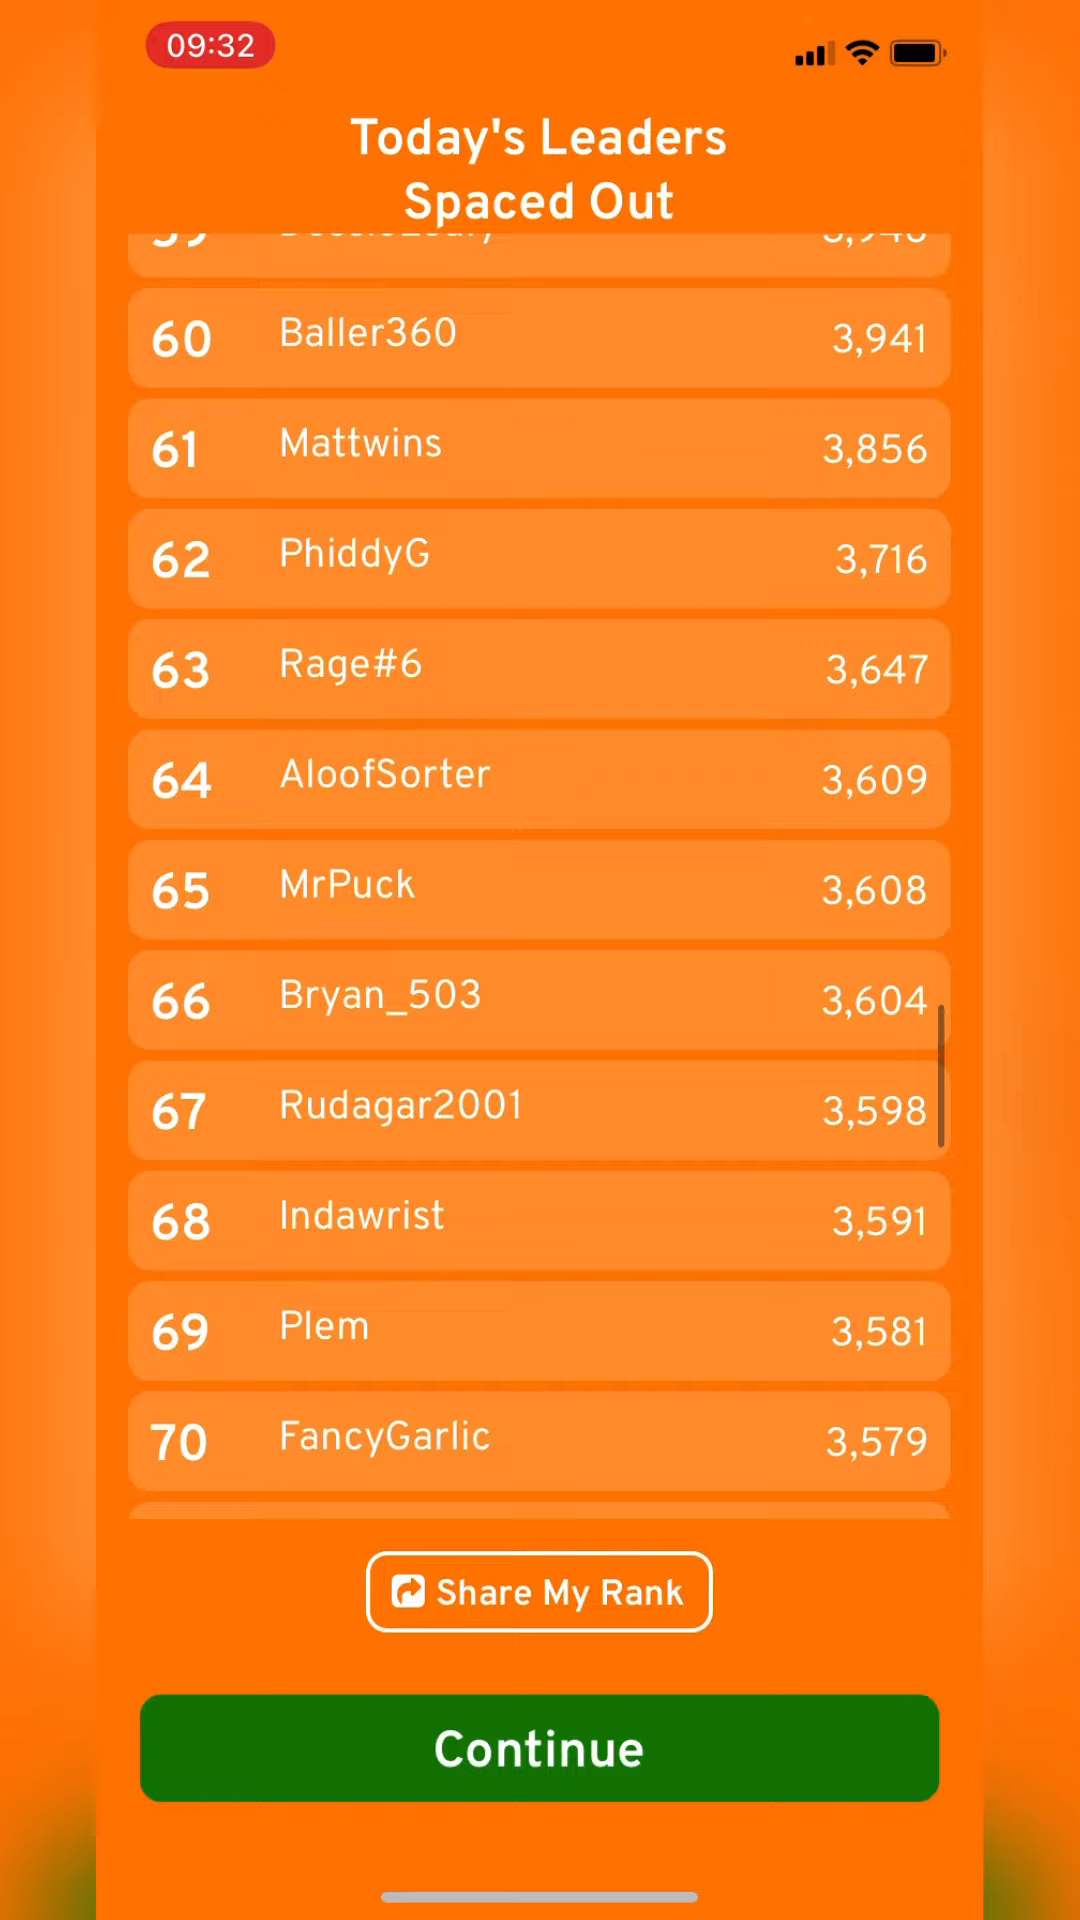 09:32
Today's Leaders
Spaced Out
60 Baller360 3,941
61 Mattwins 3,856
62 PhiddyG 3,716
63 Rage#6 3,647
64 AloofSorter 3,609
65 MrPuck 3,608
66 Bryan_503 3,604
67 Rudagar2001 3,598
68 Indawrist 3,591
69 Plem 3,581
70 FancyGarlic 3,579
Share My Rank
Continue